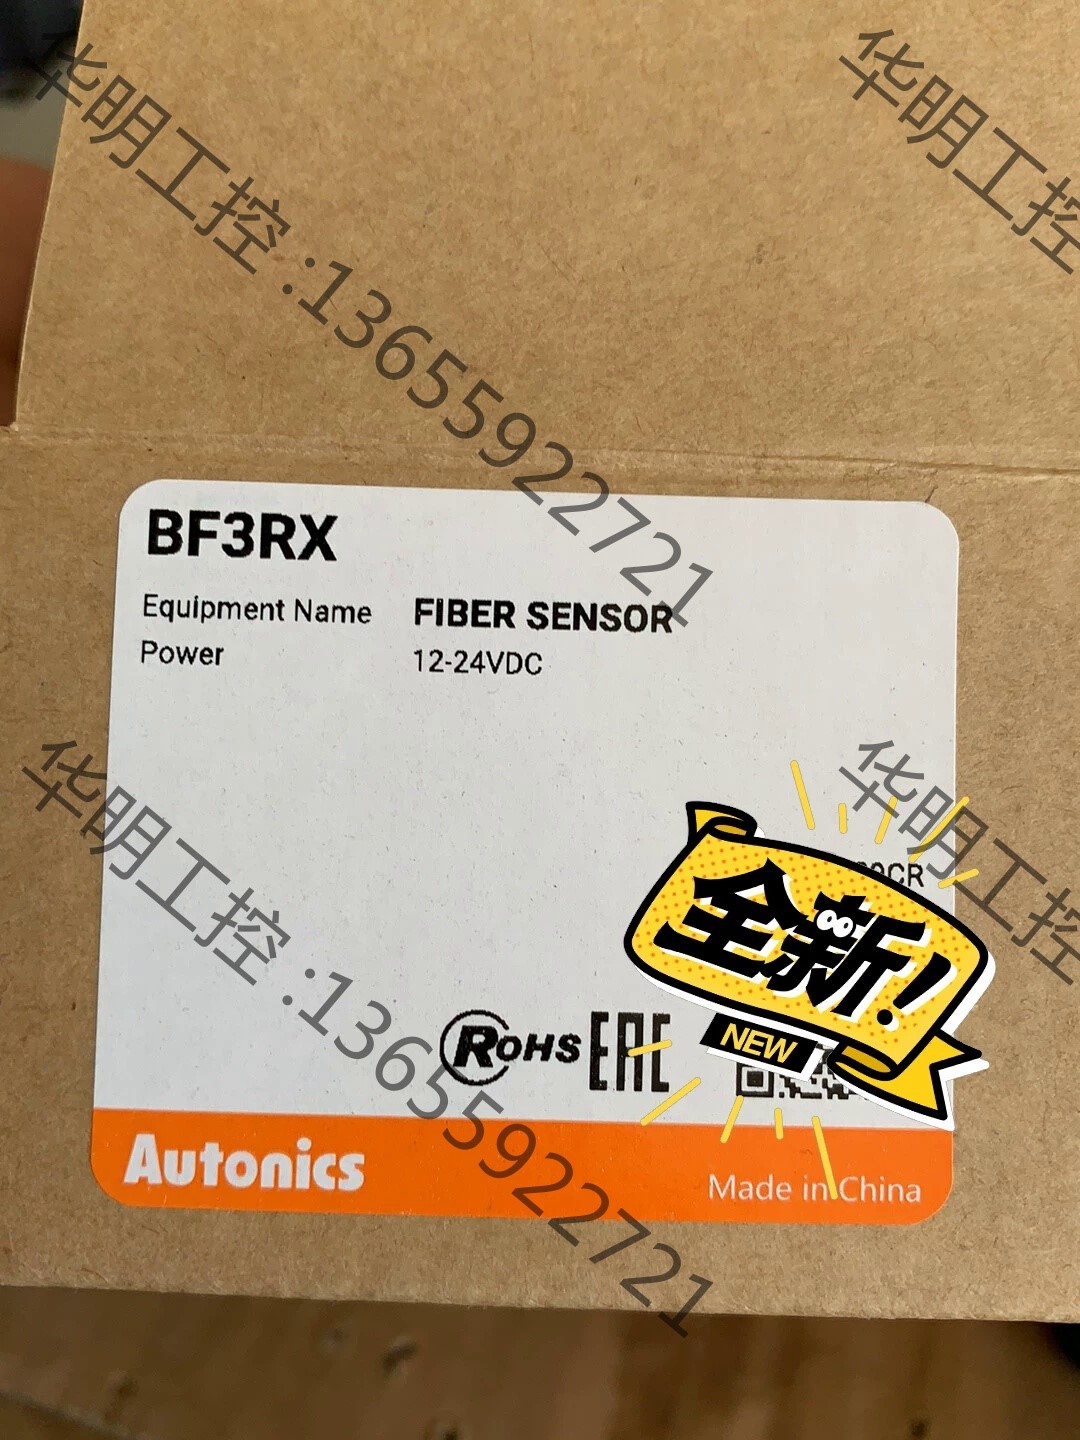 华明工控
:13655922721
华明工控
BF3RX
Equipment Name FIBER SENSOR
Power 12-24VDC
华明工控
:13655922721
华明工控
CR
全新!
NEW
RoHS EAC
Autonics
Made in China